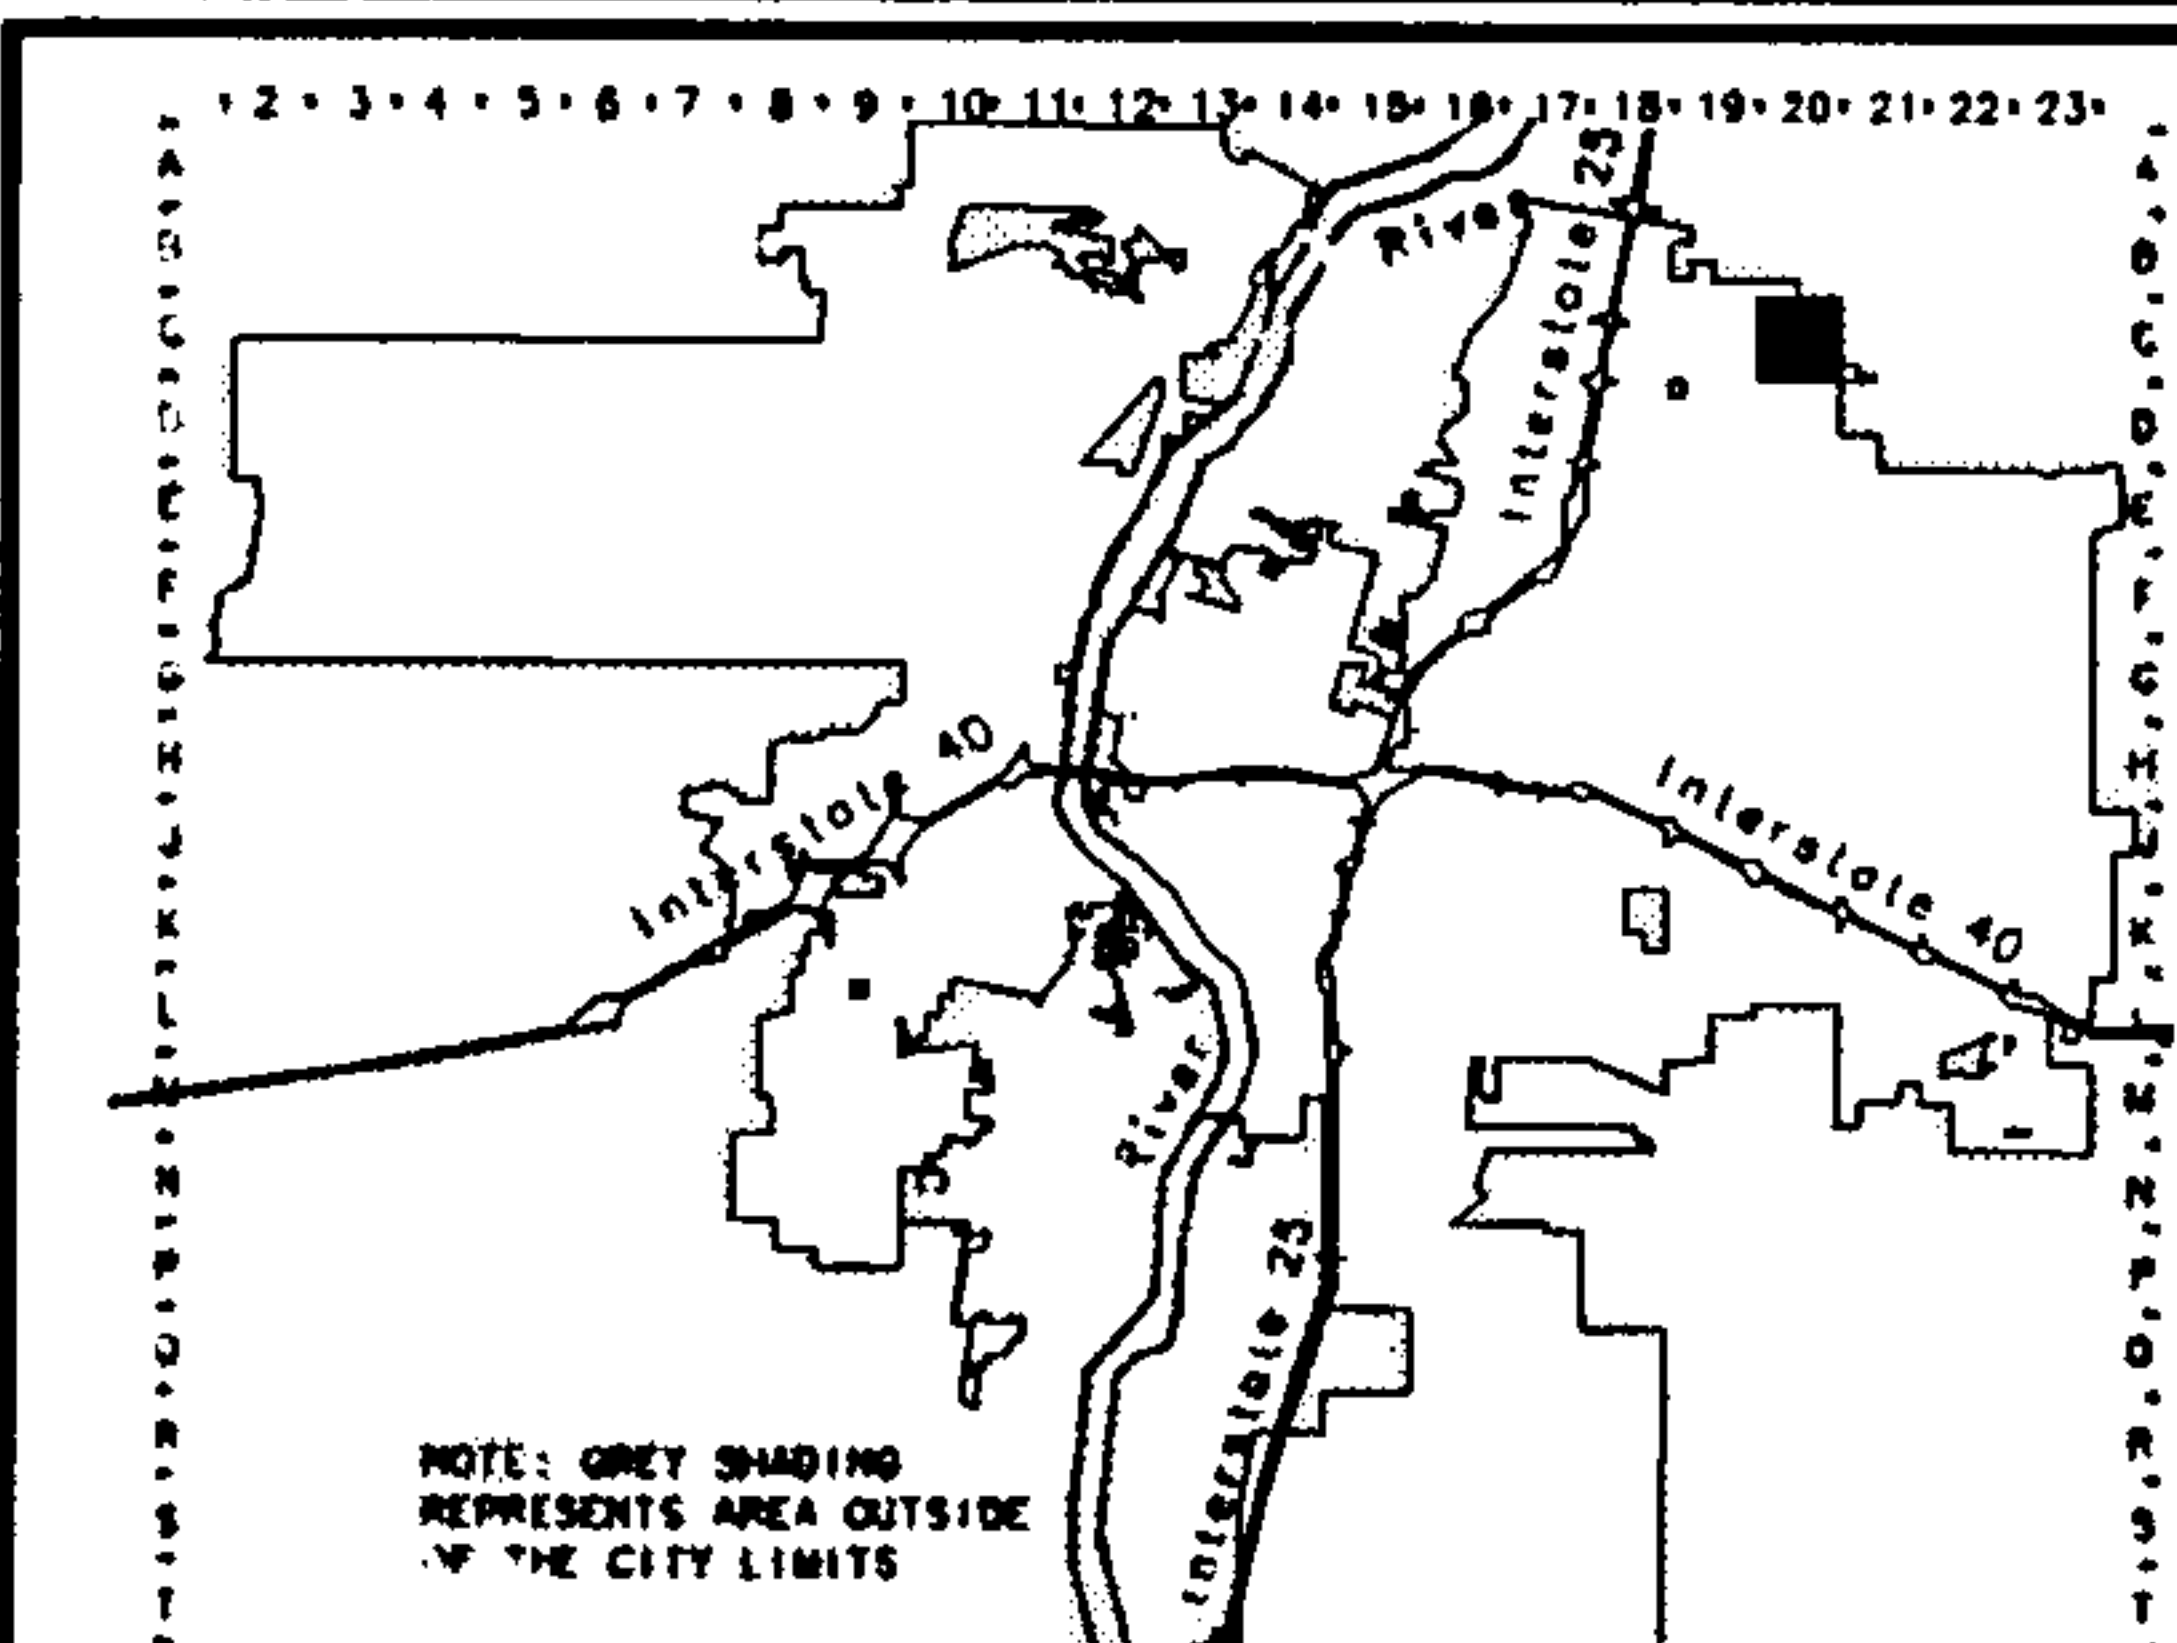 2 3 4 5 6 7 8 9 10 11 12 13 14 15 16 17 18 19 20 21 22 23
A
B
C
D
E
F
G
H
J
K
L
M
N
P
Q
R
S
T
A
B
C
D
E
F
G
H
J
K
L
M
N
P
Q
R
S
T
River
Interstate 25
Interstate 40
Interstate 40
River
Interstate 25
NOTE: GREY SHADING
REPRESENTS AREA OUTSIDE
OF THE CITY LIMITS